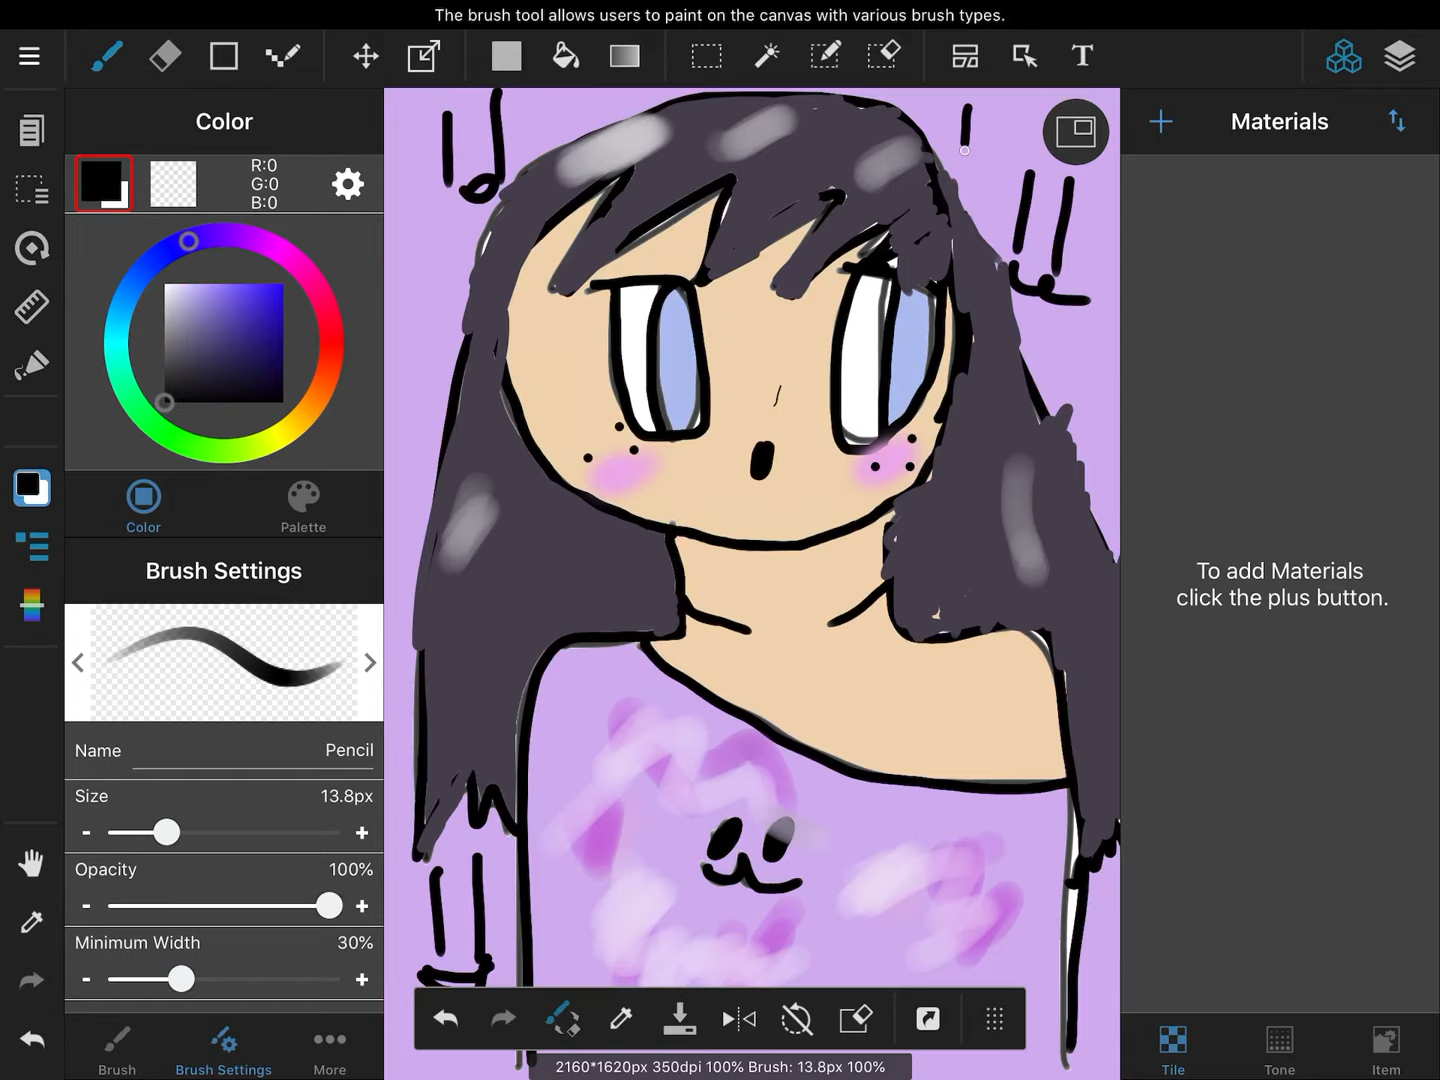 The brush tool allows users to paint on the canvas with various brush types.
T
Color
R:0
G:0
B:0
Color
Palette
Brush Settings
Name Pencil
Size 13.8px
- +
Opacity 100%
- +
Minimum Width 30%
- +
Brush
Brush Settings
More
2160*1620px 350dpi 100% Brush: 13.8px 100%
Materials
To add Materials
click the plus button.
Tile
Tone
Item